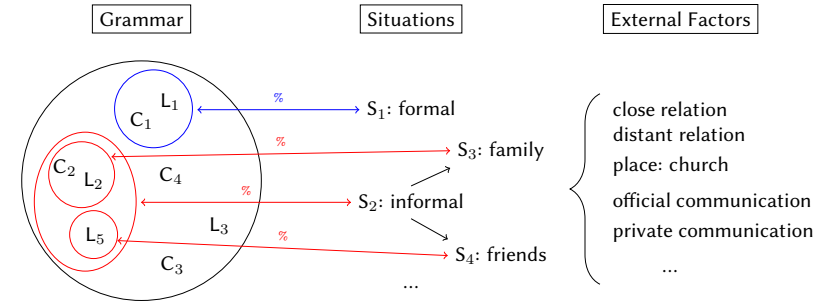 Grammar
Situations
External Factors
L₁
C₁
%
S₁: formal
close relation
distant relation
%
S₃: family
C₂
L₂
C₄
place: church
%
S₂: informal
official communication
L₃
L₅
%
private communication
C₃
S₄: friends
...
...